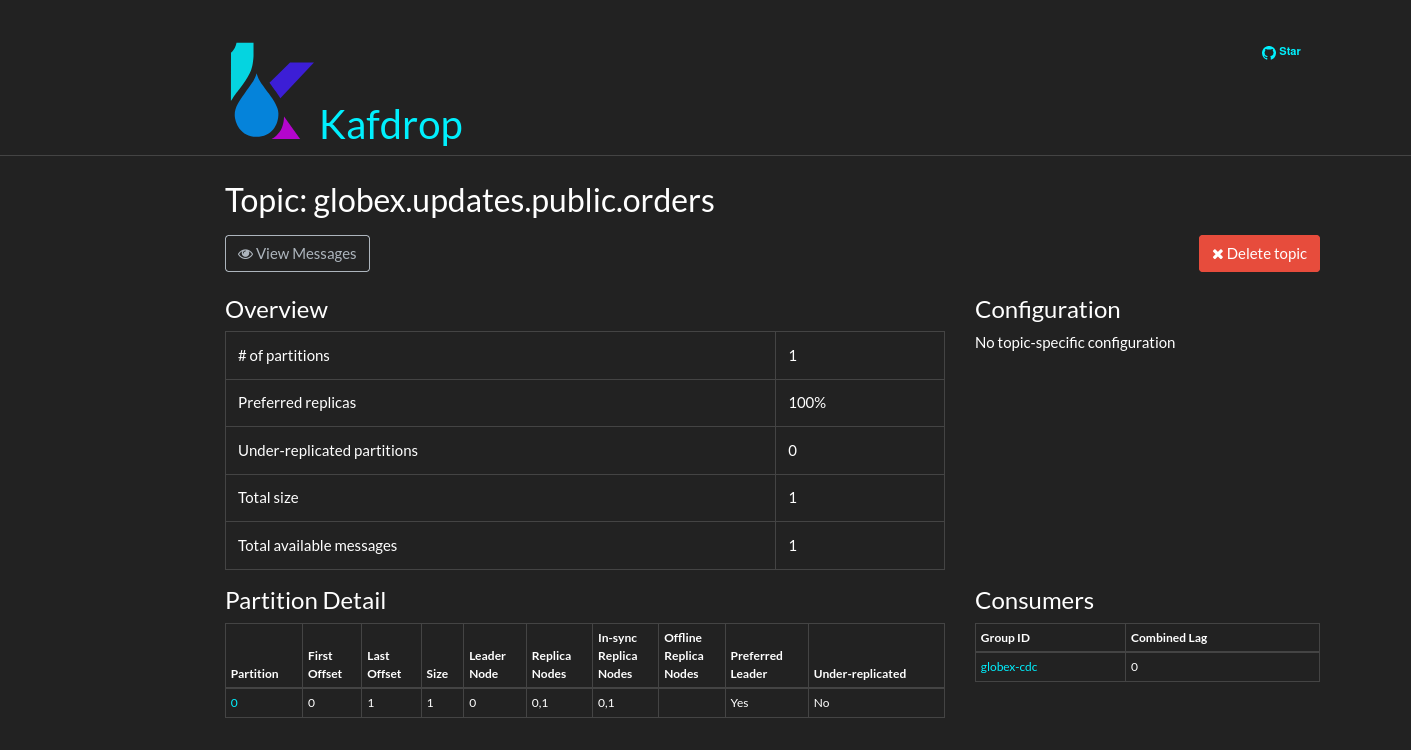 Star
Kafdrop
Topic: globex.updates.public.orders
View Messages
Delete topic
Overview
# of partitions 1
Preferred replicas 100%
Under-replicated partitions 0
Total size 1
Total available messages 1
Configuration
No topic-specific configuration
Partition Detail
Partition First Offset Last Offset Size Leader Node Replica Nodes In-sync Replica Nodes Offline Replica Nodes Preferred Leader Under-replicated
0 0 1 1 0 0,1 0,1 Yes No
Consumers
Group ID Combined Lag
globex-cdc 0